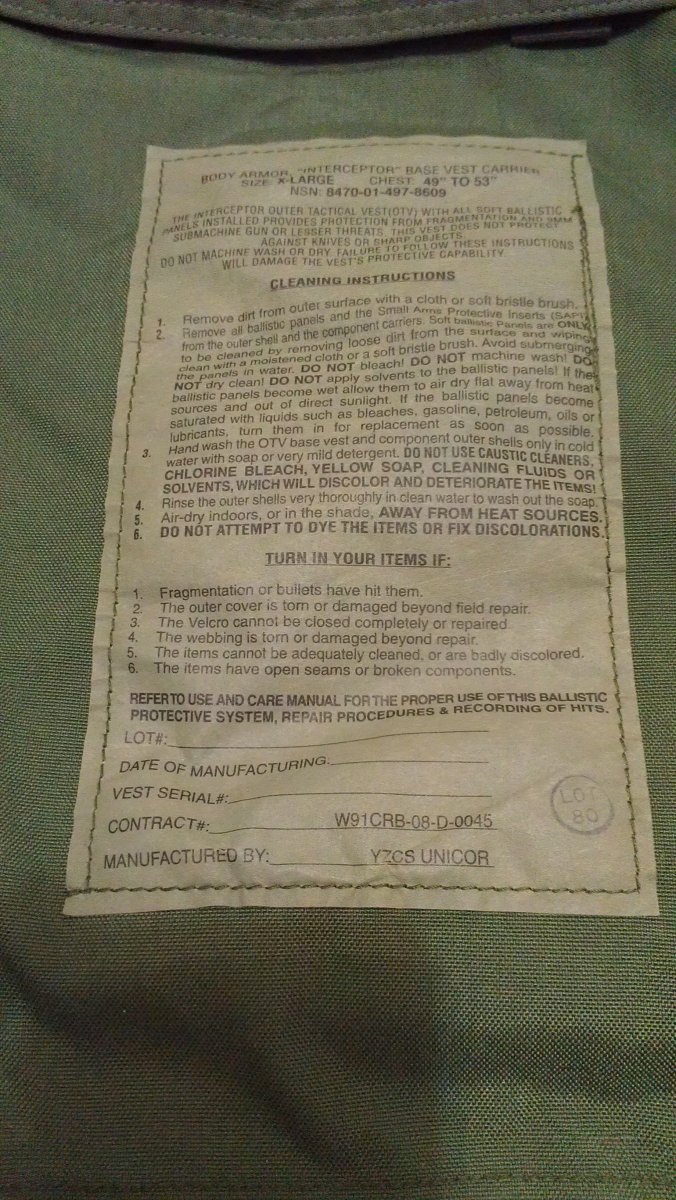 BODY ARMOR, "INTERCEPTOR" BASE VEST CARRIER
SIZE: X-LARGE CHEST: 49" TO 53"
NSN: 8470-01-497-8609
THE INTERCEPTOR OUTER TACTICAL VEST(OTV) WITH ALL SOFT BALLISTIC
PANELS INSTALLED PROVIDES PROTECTION FROM FRAGMENTATION AND 9MM
SUBMACHINE GUN OR LESSER THREATS. THIS VEST DOES NOT PROTECT
AGAINST KNIVES OR SHARP OBJECTS.
DO NOT MACHINE WASH OR DRY. FAILURE TO FOLLOW THESE INSTRUCTIONS
WILL DAMAGE THE VEST'S PROTECTIVE CAPABILITY.
CLEANING INSTRUCTIONS
1. Remove dirt from outer surface with a cloth or soft bristle brush.
2. Remove all ballistic panels and the Small Arms Protective Inserts (SAPI)
from the outer shell and the component carriers. Soft ballistic Panels are ONLY
to be cleaned by removing loose dirt from the surface and wiping
clean with a moistened cloth or a soft bristle brush. Avoid submerging
the panels in water. DO NOT bleach! DO NOT machine wash! DO
NOT dry clean! DO NOT apply solvents to the ballistic panels! If the
ballistic panels become wet allow them to air dry flat away from heat
sources and out of direct sunlight. If the ballistic panels become
saturated with liquids such as bleaches, gasoline, petroleum, oils or
lubricants, turn them in for replacement as soon as possible.
3. Hand wash the OTV base vest and component outer shells only in cold
water with soap or very mild detergent. DO NOT USE CAUSTIC CLEANERS,
CHLORINE BLEACH, YELLOW SOAP, CLEANING FLUIDS OR
SOLVENTS, WHICH WILL DISCOLOR AND DETERIORATE THE ITEMS!
4. Rinse the outer shells very thoroughly in clean water to wash out the soap.
5. Air-dry indoors, or in the shade, AWAY FROM HEAT SOURCES.
6. DO NOT ATTEMPT TO DYE THE ITEMS OR FIX DISCOLORATIONS.
TURN IN YOUR ITEMS IF:
1. Fragmentation or bullets have hit them.
2. The outer cover is torn or damaged beyond field repair.
3. The Velcro cannot be closed completely or repaired.
4. The webbing is torn or damaged beyond repair.
5. The items cannot be adequately cleaned, or are badly discolored.
6. The items have open seams or broken components.
REFER TO USE AND CARE MANUAL FOR THE PROPER USE OF THIS BALLISTIC
PROTECTIVE SYSTEM, REPAIR PROCEDURES & RECORDING OF HITS.
LOT#:
DATE OF MANUFACTURING:
VEST SERIAL#:
CONTRACT#: W91CRB-08-D-0045
LOT
80
MANUFACTURED BY: YZCS UNICOR